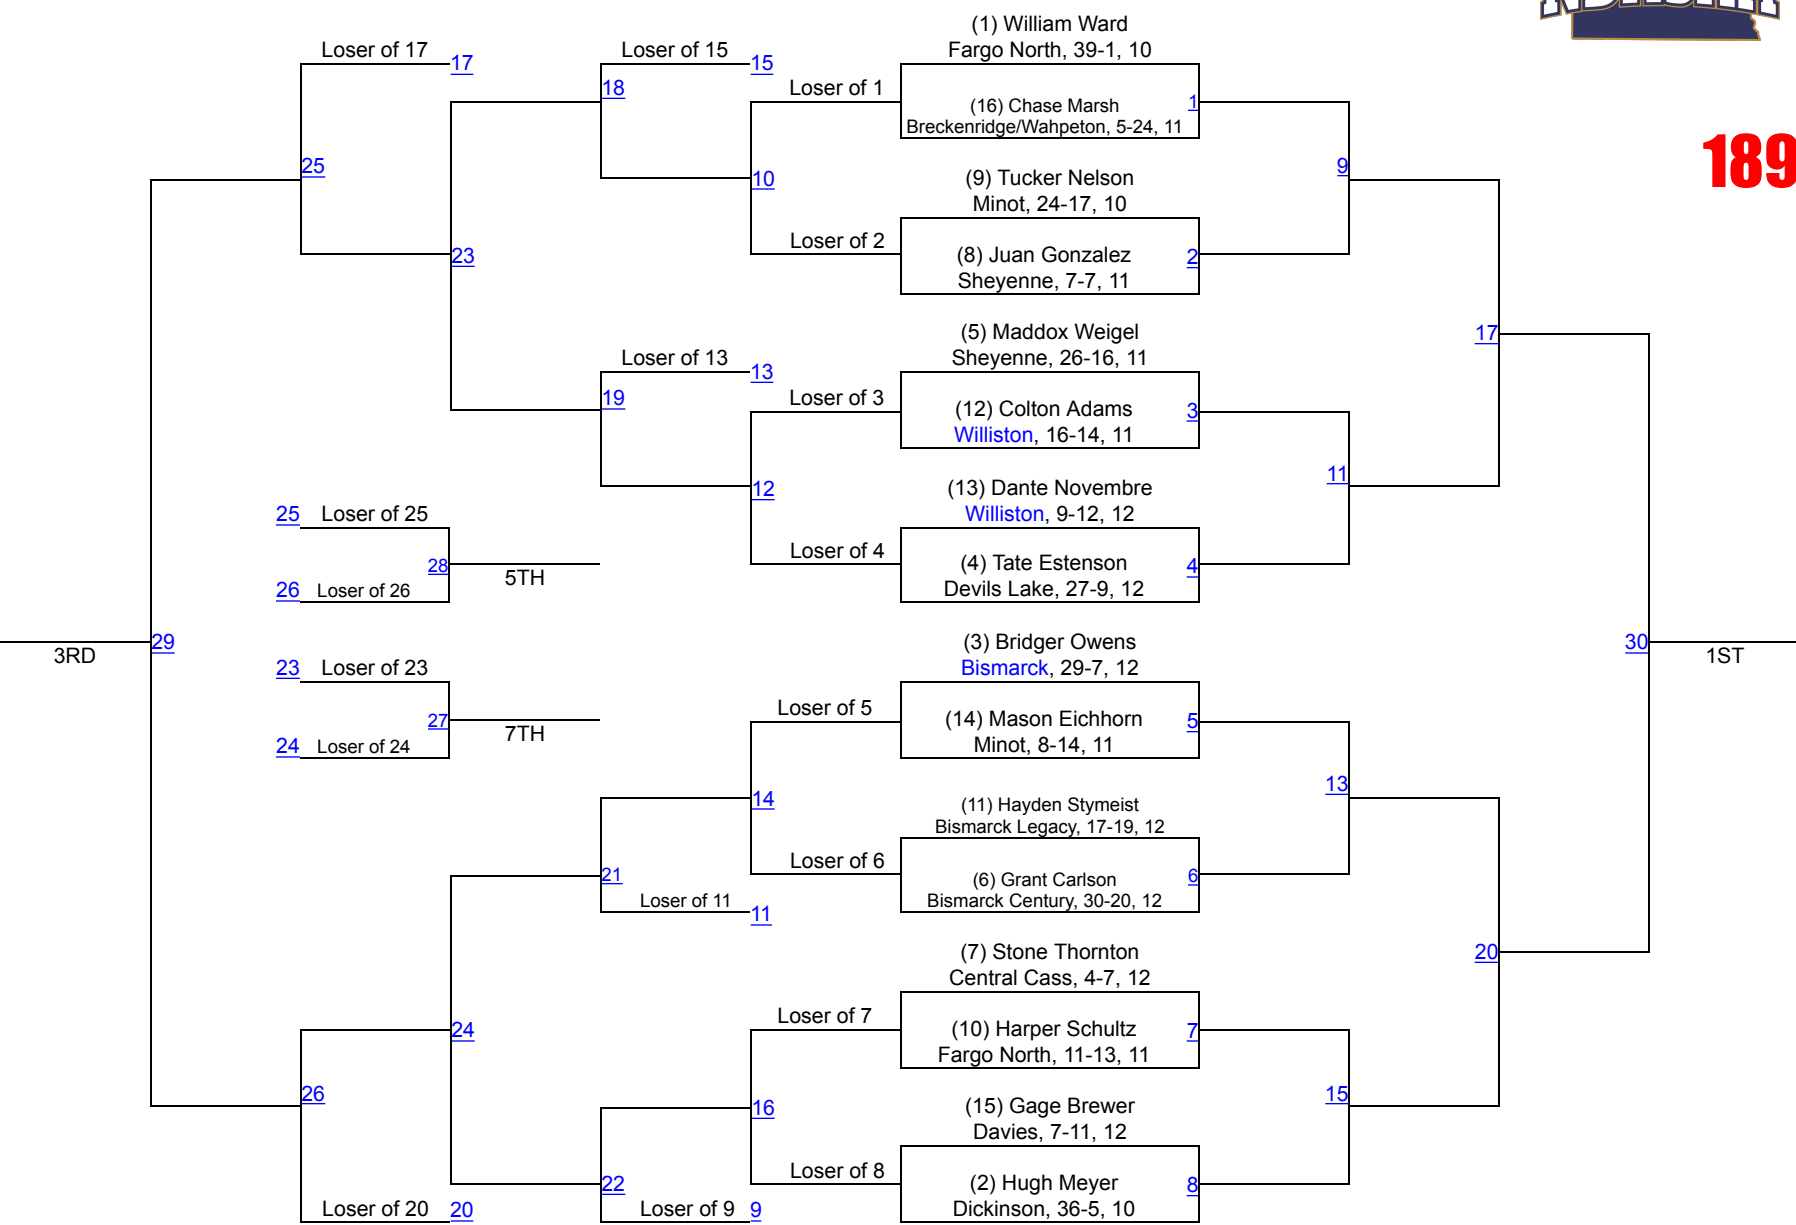 (1) William Ward
Fargo North, 39-1, 10
Loser of 17 17
Loser of 15 15
Loser of 1
18
(16) Chase Marsh
Breckenridge/Wahpeton, 5-24, 11
1
189
25
10
(9) Tucker Nelson
Minot, 24-17, 10
9
Loser of 2
23
(8) Juan Gonzalez
Sheyenne, 7-7, 11
2
(5) Maddox Weigel
Sheyenne, 26-16, 11
17
Loser of 13 13
Loser of 3
19
(12) Colton Adams
Williston, 16-14, 11
3
12
(13) Dante Novembre
Williston, 9-12, 12
11
25 Loser of 25
28
5TH
26 Loser of 26
Loser of 4
(4) Tate Estenson
Devils Lake, 27-9, 12
4
3RD
29
(3) Bridger Owens
Bismarck, 29-7, 12
30
1ST
23 Loser of 23
27
7TH
24 Loser of 24
Loser of 5
(14) Mason Eichhorn
Minot, 8-14, 11
5
14
(11) Hayden Stymeist
Bismarck Legacy, 17-19, 12
13
Loser of 6
21
(6) Grant Carlson
Bismarck Century, 30-20, 12
6
Loser of 11 11
(7) Stone Thornton
Central Cass, 4-7, 12
20
Loser of 7
24
(10) Harper Schultz
Fargo North, 11-13, 11
7
26
16
(15) Gage Brewer
Davies, 7-11, 12
15
Loser of 8
22
(2) Hugh Meyer
Dickinson, 36-5, 10
8
Loser of 20 20
Loser of 9 9